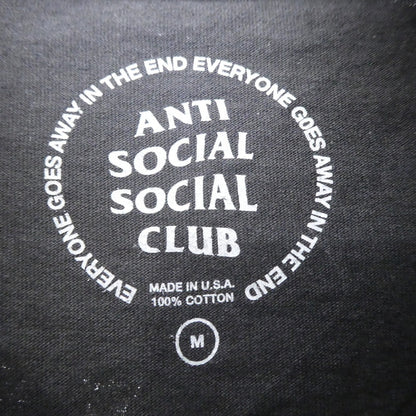 EVERYONE GOES AWAY IN THE END EVERYONE GOES AWAY IN THE END
ANTI
SOCIAL
SOCIAL
CLUB
MADE IN U.S.A.
100% COTTON
M